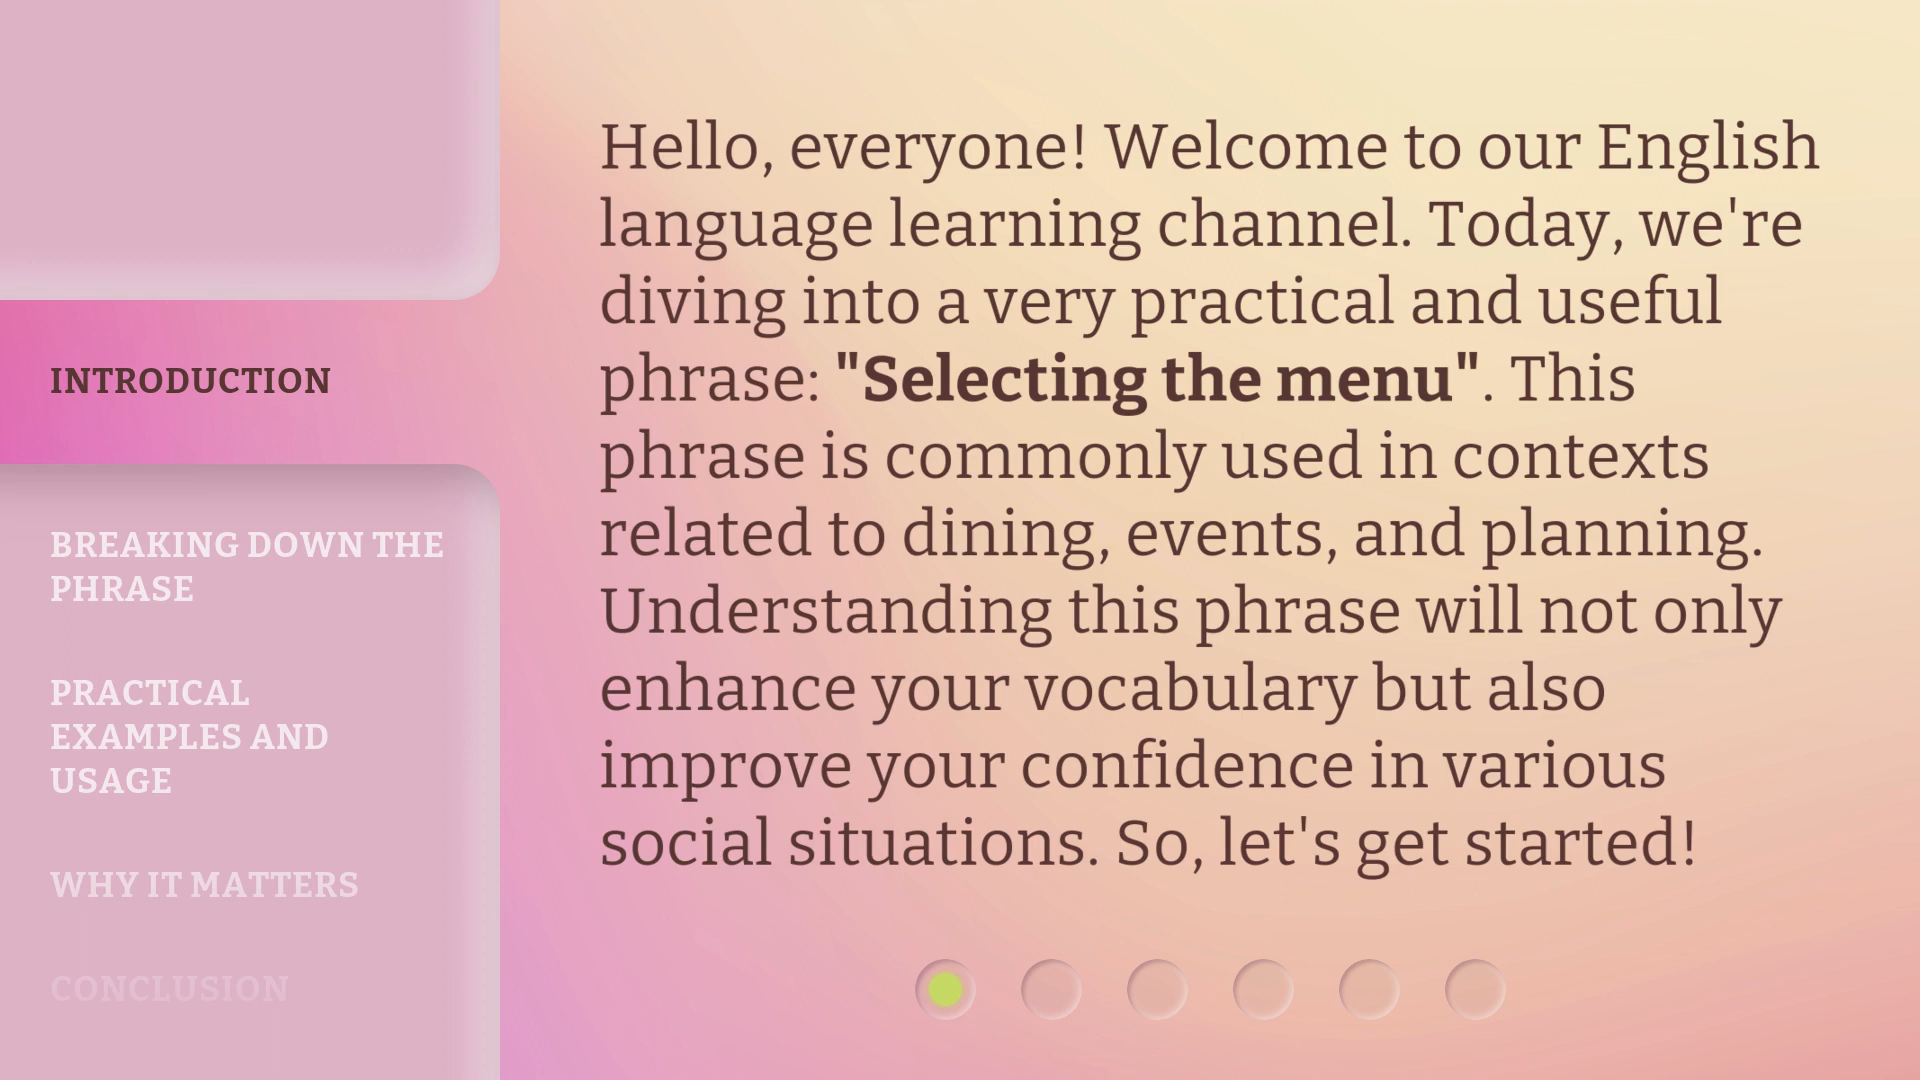 INTRODUCTION
BREAKING DOWN THE
PHRASE
PRACTICAL
EXAMPLES AND
USAGE
WHY IT MATTERS
CONCLUSION
Hello, everyone! Welcome to our English
language learning channel. Today, we're
diving into a very practical and useful
phrase: "Selecting the menu". This
phrase is commonly used in contexts
related to dining, events, and planning.
Understanding this phrase will not only
enhance your vocabulary but also
improve your confidence in various
social situations. So, let's get started!